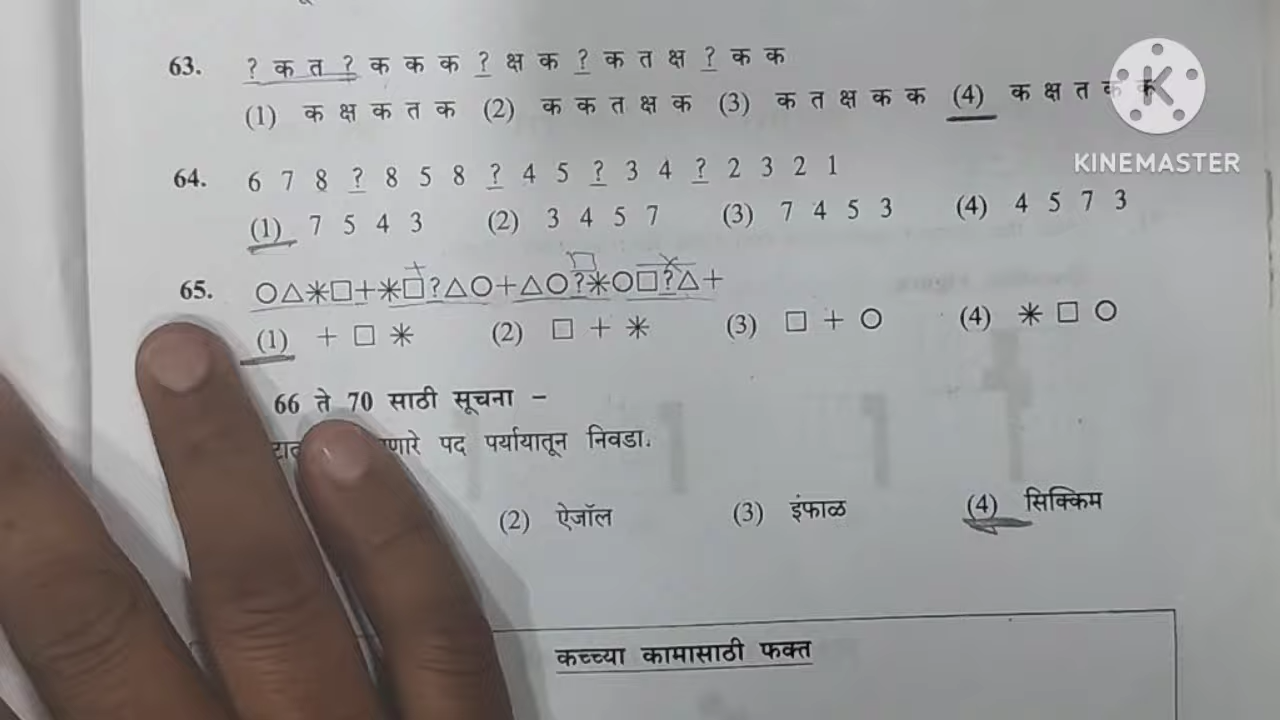 63. ? क त ? क क क ? क्ष क ? क त क्ष ? क क
(1) क क्ष क त क (2) क क त क्ष क (3) क त क्ष क क (4) क क्ष त क क
KINEMASTER
64. 6 7 8 ? 8 5 8 ? 4 5 ? 3 4 ? 2 3 2 1
(1) 7 5 4 3 (2) 3 4 5 7 (3) 7 4 5 3 (4) 4 5 7 3
65. ○△✳□+✳□?△○+△○?✳○□?△+
(1) + □ ✳ (2) □ + ✳ (3) □ + ○ (4) ✳ □ ○
66 ते 70 साठी सूचना –
पद पर्यायातून निवडा.
(2) ऐजॉल (3) इंफाळ (4) सिक्किम
कच्च्या कामासाठी फक्त